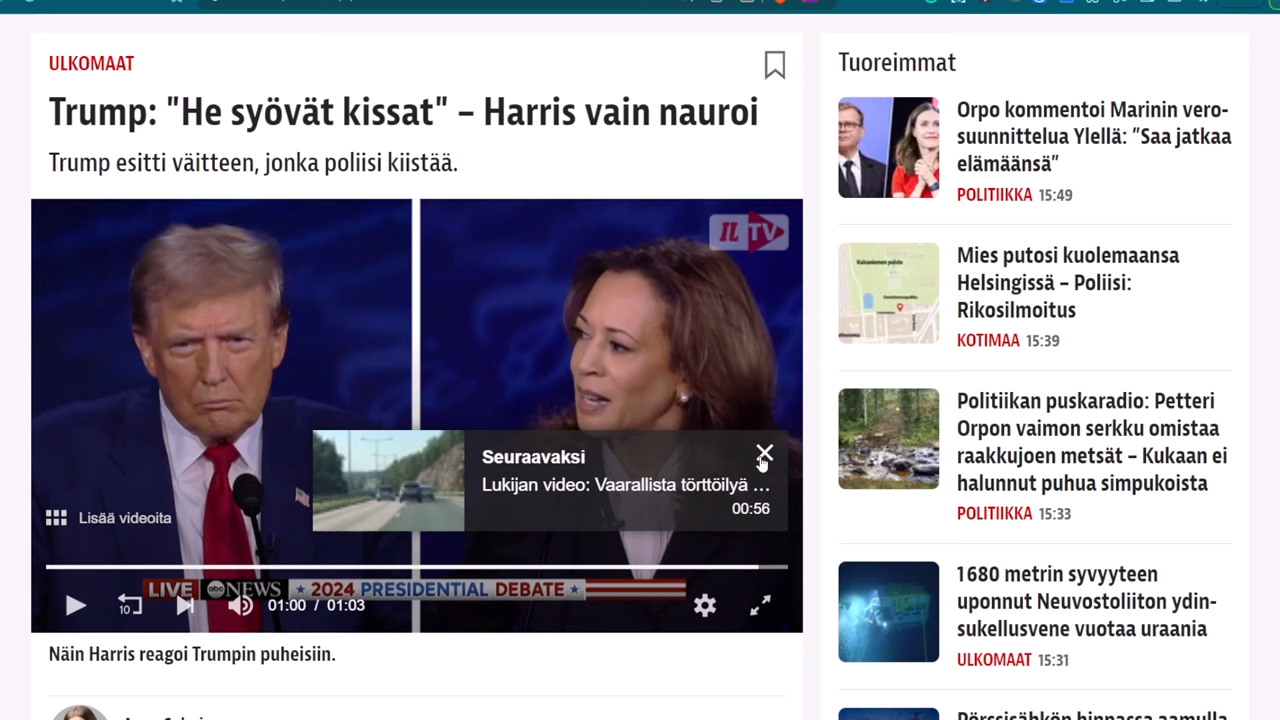 ULKOMAAT
Trump: "He syövät kissat" – Harris vain nauroi
Trump esitti väitteen, jonka poliisi kiistää.
IL TV
Seuraavaksi
Lukijan video: Vaarallista törttöilyä ...
00:56
Lisää videoita
LIVE abc NEWS 2024 PRESIDENTIAL DEBATE
10
01:00 / 01:03
Näin Harris reagoi Trumpin puheisiin.
Tuoreimmat
Orpo kommentoi Marinin vero-
suunnittelua Ylellä: "Saa jatkaa
elämäänsä"
POLITIIKKA 15:49
Mies putosi kuolemaansa
Helsingissä – Poliisi:
Rikosilmoitus
KOTIMAA 15:39
Politiikan puskaradio: Petteri
Orpon vaimon serkku omistaa
raakkujoen metsät – Kukaan ei
halunnut puhua simpukoista
POLITIIKKA 15:33
1 680 metrin syvyyteen
uponnut Neuvostoliiton ydin-
sukellusvene vuotaa uraania
ULKOMAAT 15:31